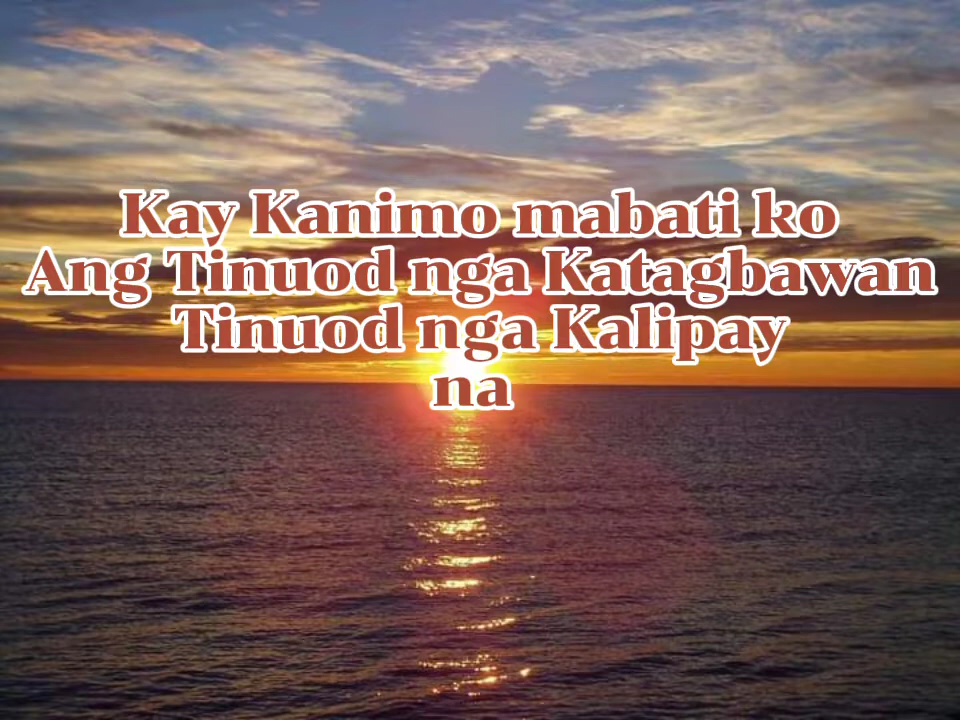 Kay Kanimo mabati ko
Ang Tinuod nga Katagbawan
Tinuod nga Kalipay
na